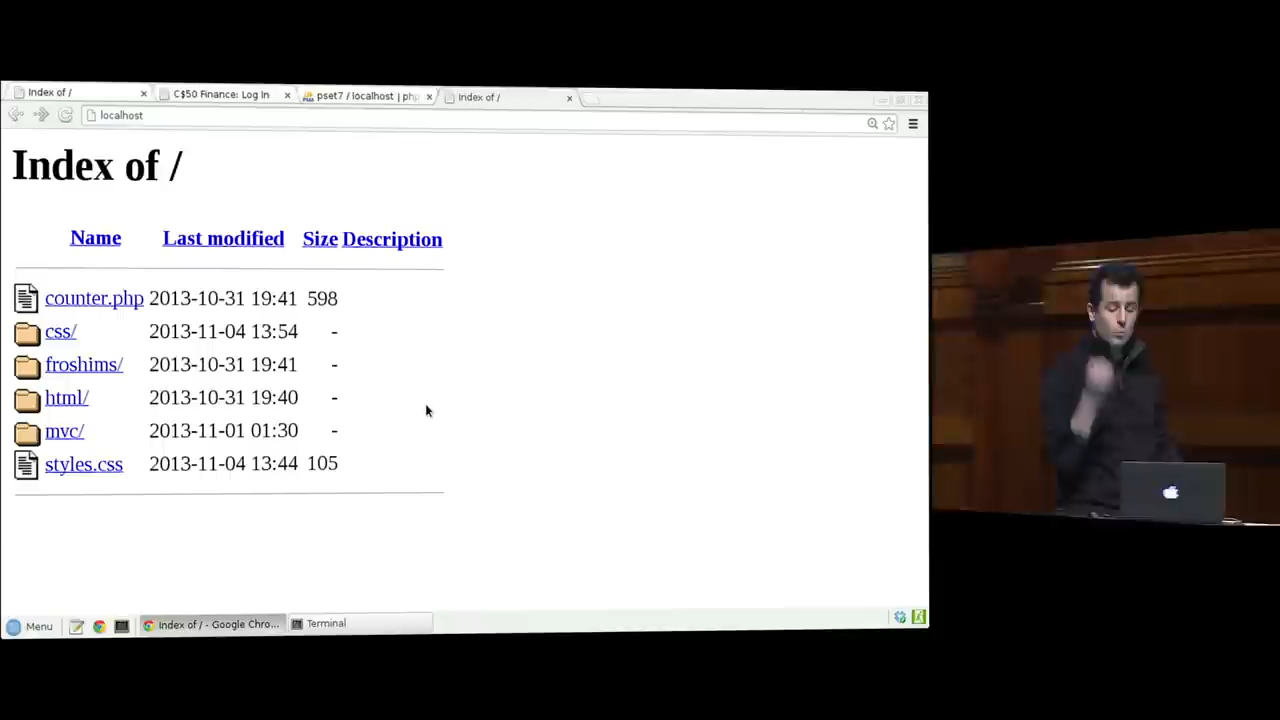 Index of /
C$50 Finance: Log In
pset7 / localhost | php
Index of /
localhost
Index of /
Name Last modified Size Description
counter.php 2013-10-31 19:41 598
css/ 2013-11-04 13:54 -
froshims/ 2013-10-31 19:41 -
html/ 2013-10-31 19:40 -
mvc/ 2013-11-01 01:30 -
styles.css 2013-11-04 13:44 105
Menu
Index of / - Google Chro...
Terminal